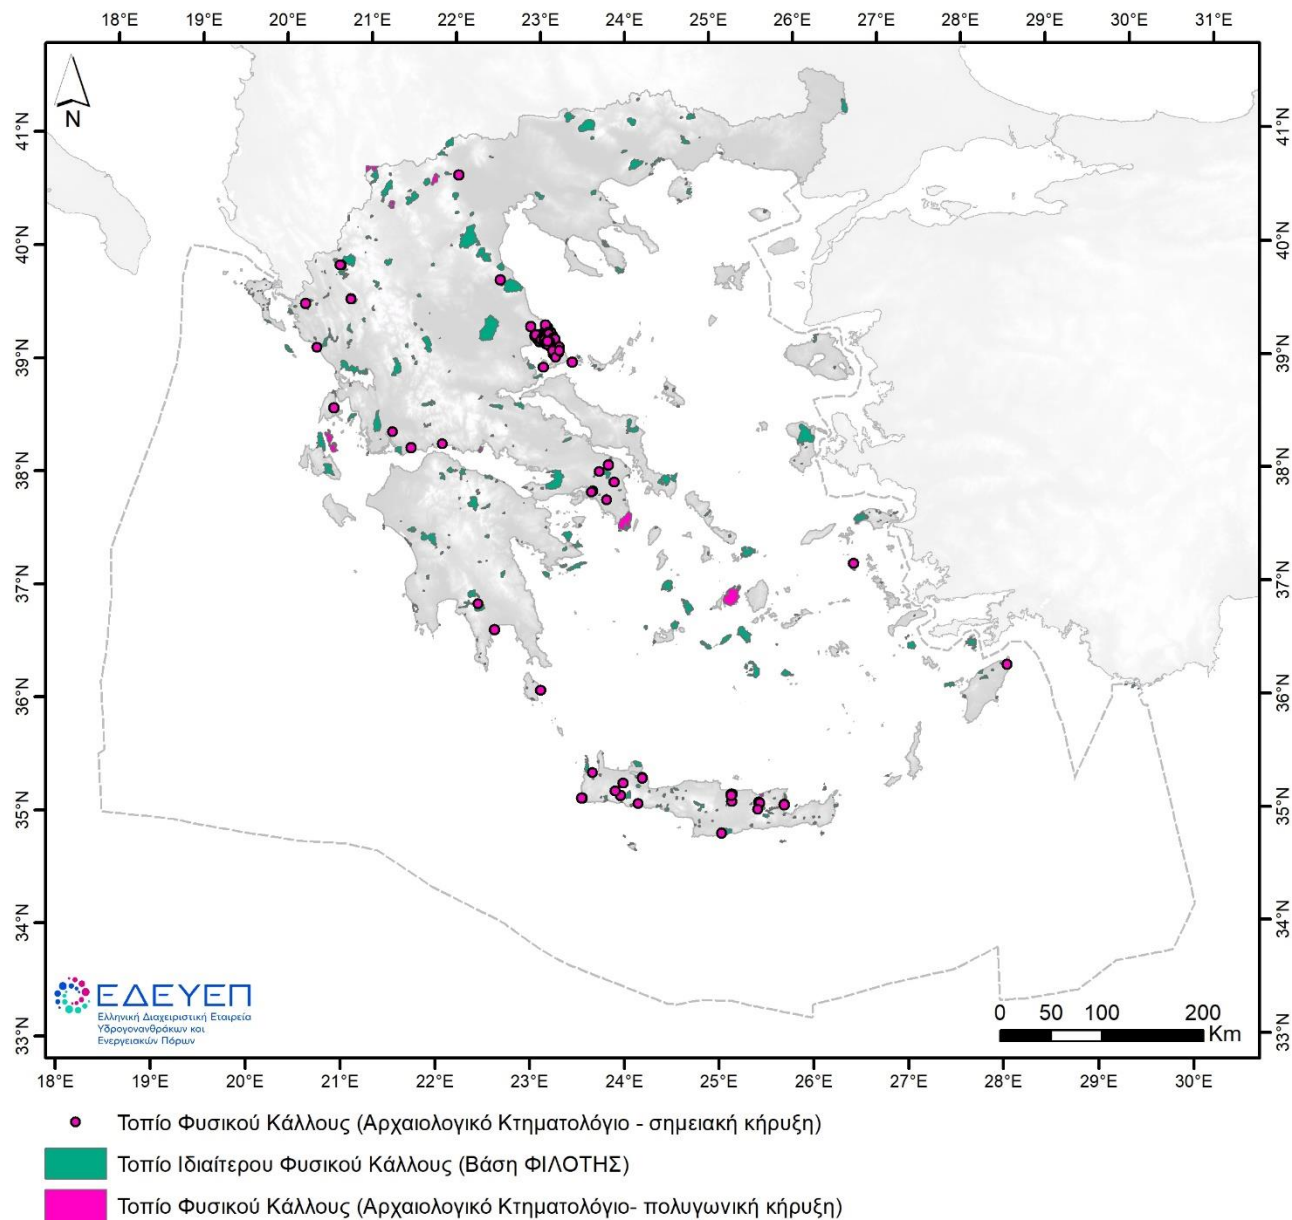 18°E 19°E 20°E 21°E 22°E 23°E 24°E 25°E 26°E 27°E 28°E 29°E 30°E 31°E
N
41°N 41°N
40°N 40°N
39°N 39°N
38°N 38°N
37°N 37°N
36°N 36°N
35°N 35°N
34°N 34°N
33°N 33°N
ΕΔΕΥΕΠ
Ελληνική Διαχειριστική Εταιρεία
Υδρογονανθράκων και
Ενεργειακών Πόρων
0 50 100 200
Km
18°E 19°E 20°E 21°E 22°E 23°E 24°E 25°E 26°E 27°E 28°E 29°E 30°E
Τοπίο Φυσικού Κάλλους (Αρχαιολογικό Κτηματολόγιο - σημειακή κήρυξη)
Τοπίο Ιδιαίτερου Φυσικού Κάλλους (Βάση ΦΙΛΟΤΗΣ)
Τοπίο Φυσικού Κάλλους (Αρχαιολογικό Κτηματολόγιο- πολυγωνική κήρυξη)